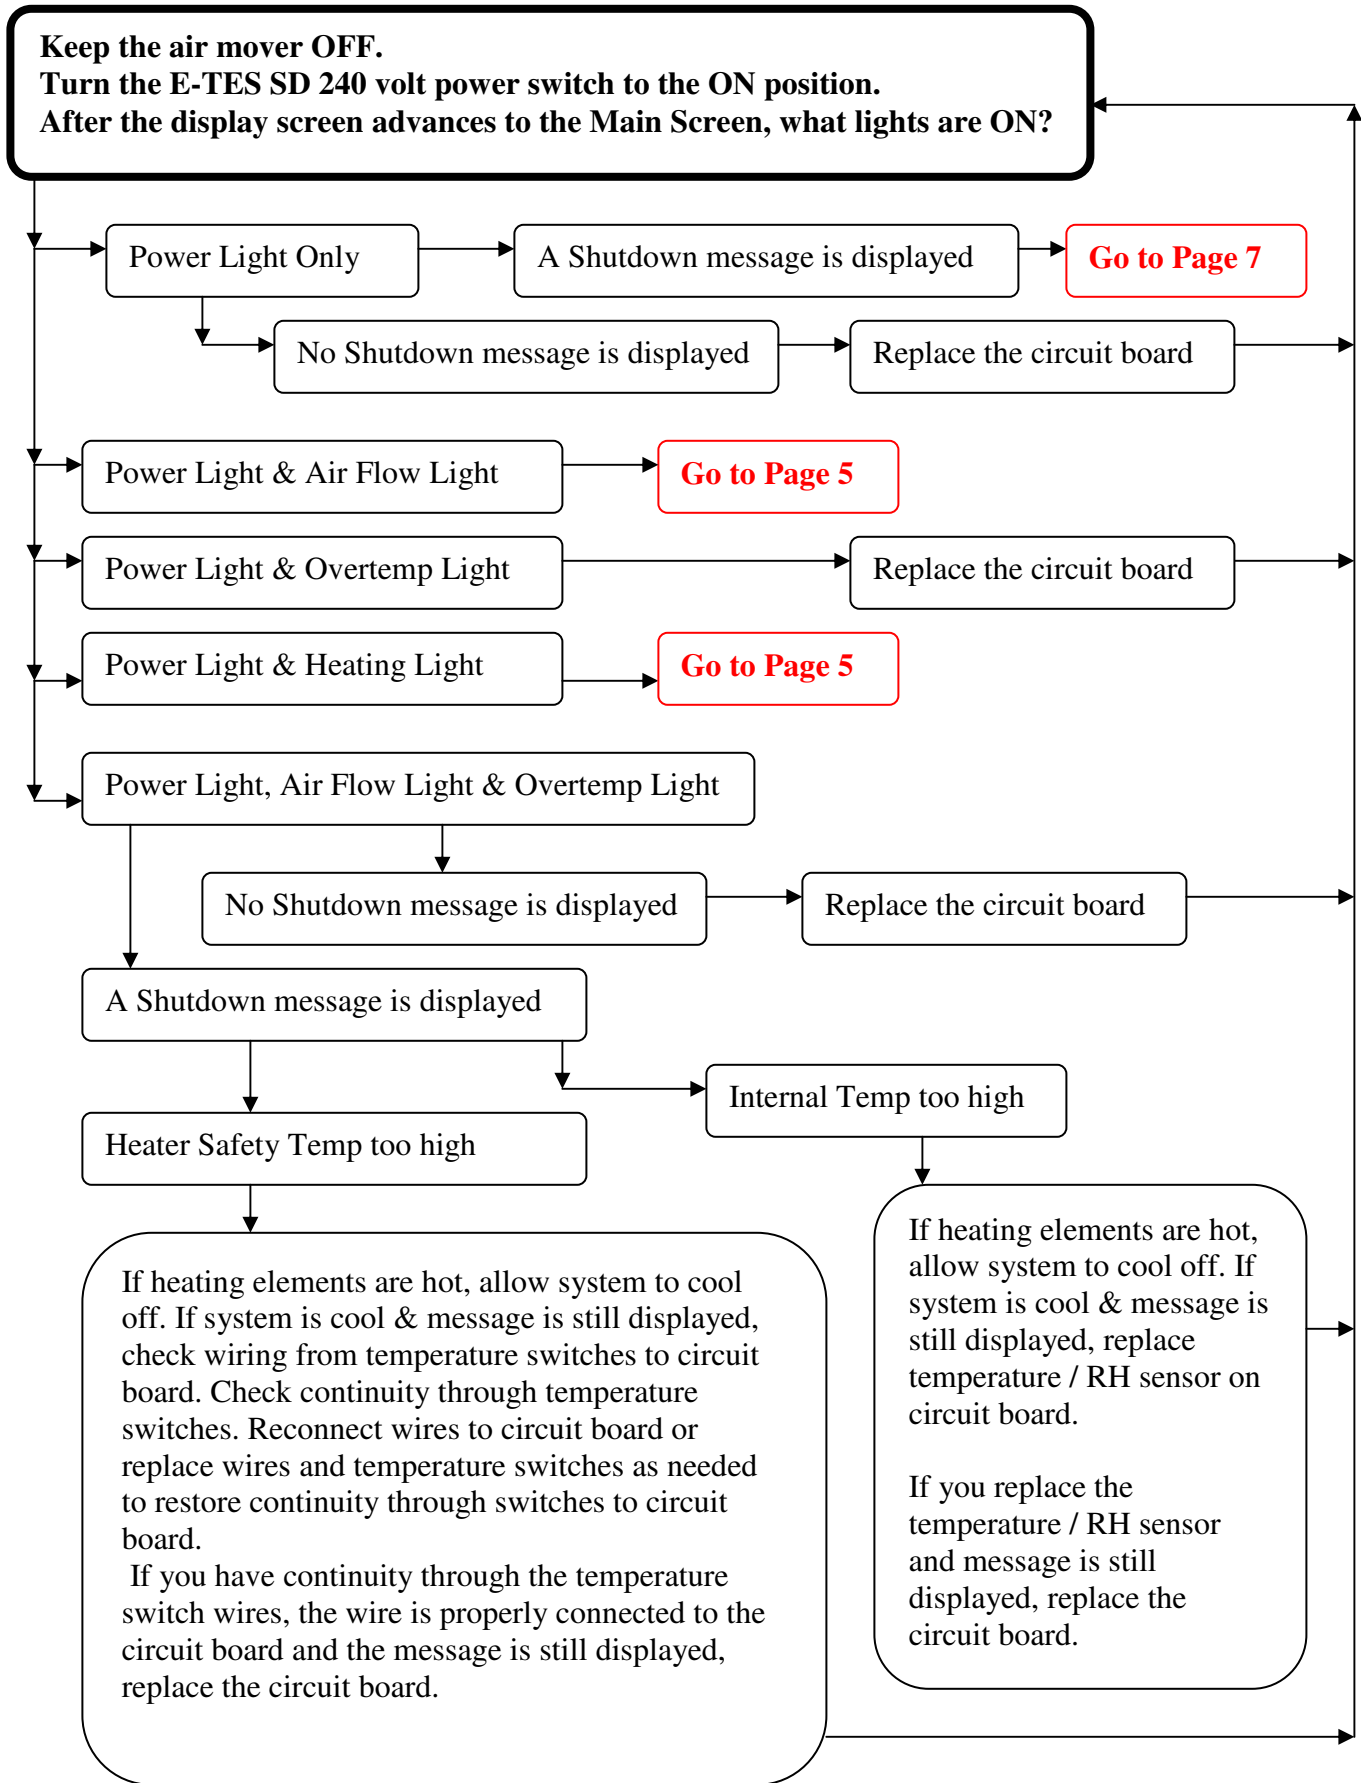 Keep the air mover OFF.
Turn the E-TES SD 240 volt power switch to the ON position.
After the display screen advances to the Main Screen, what lights are ON?
Power Light Only
A Shutdown message is displayed
Go to Page 7
No Shutdown message is displayed
Replace the circuit board
Power Light & Air Flow Light
Go to Page 5
Power Light & Overtemp Light
Replace the circuit board
Power Light & Heating Light
Go to Page 5
Power Light, Air Flow Light & Overtemp Light
No Shutdown message is displayed
Replace the circuit board
A Shutdown message is displayed
Internal Temp too high
Heater Safety Temp too high
If heating elements are hot,
allow system to cool off. If
system is cool & message is
still displayed, replace
temperature / RH sensor on
circuit board.
If you replace the
temperature / RH sensor
and message is still
displayed, replace the
circuit board.
If heating elements are hot, allow system to cool
off. If system is cool & message is still displayed,
check wiring from temperature switches to circuit
board. Check continuity through temperature
switches. Reconnect wires to circuit board or
replace wires and temperature switches as needed
to restore continuity through switches to circuit
board.
If you have continuity through the temperature
switch wires, the wire is properly connected to the
circuit board and the message is still displayed,
replace the circuit board.